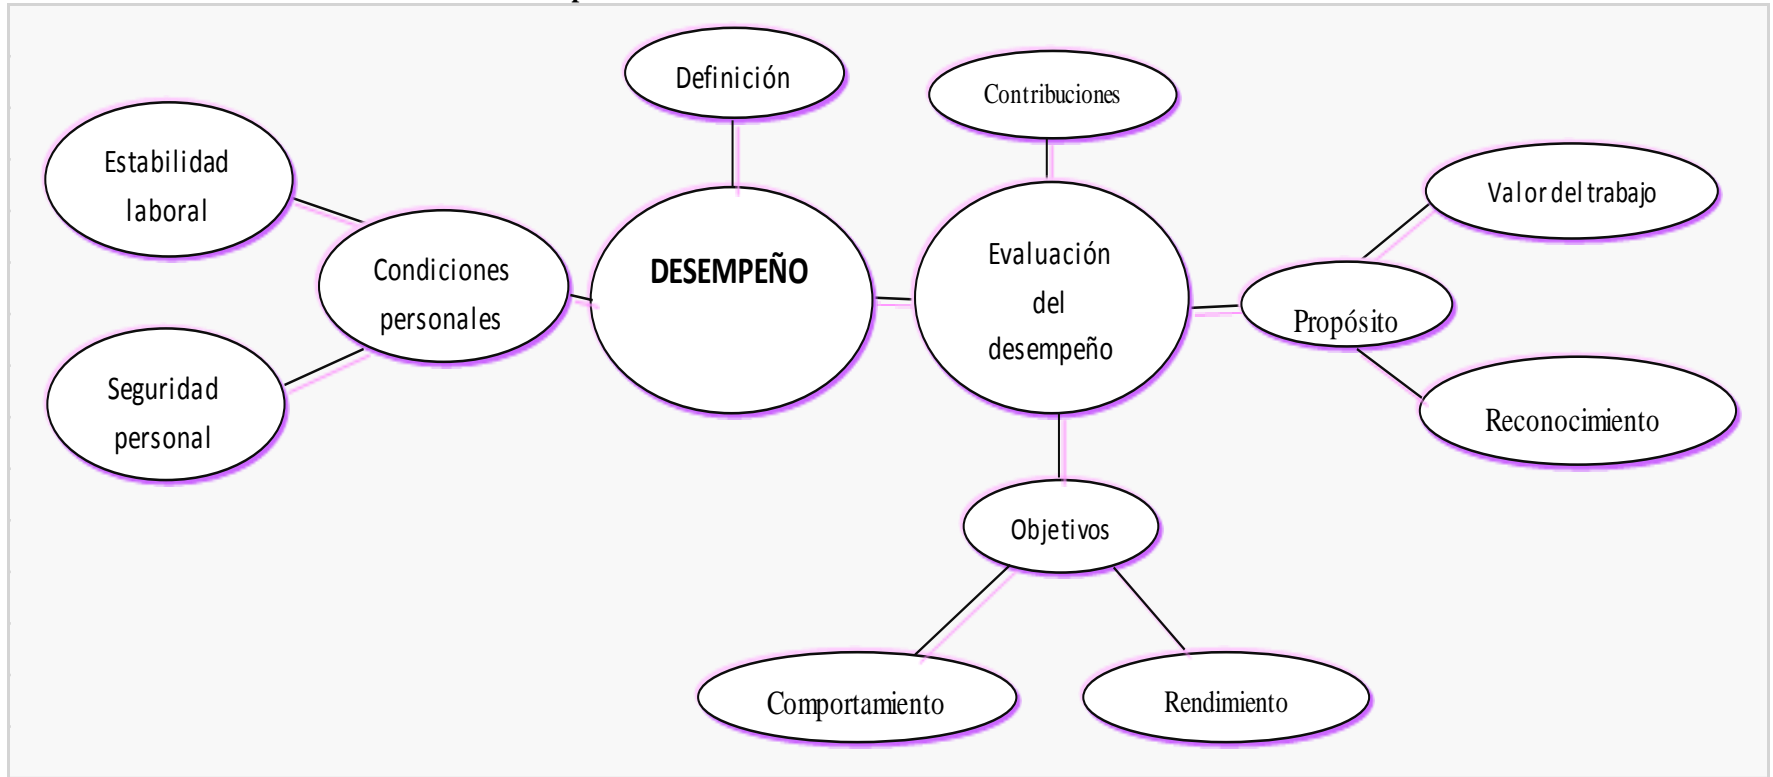 Definición
Contribuciones
Estabilidad
laboral
Valor del trabajo
Condiciones
personales
DESEMPEÑO
Evaluación
del
desempeño
Propósito
Seguridad
personal
Reconocimiento
Objetivos
Comportamiento
Rendimiento